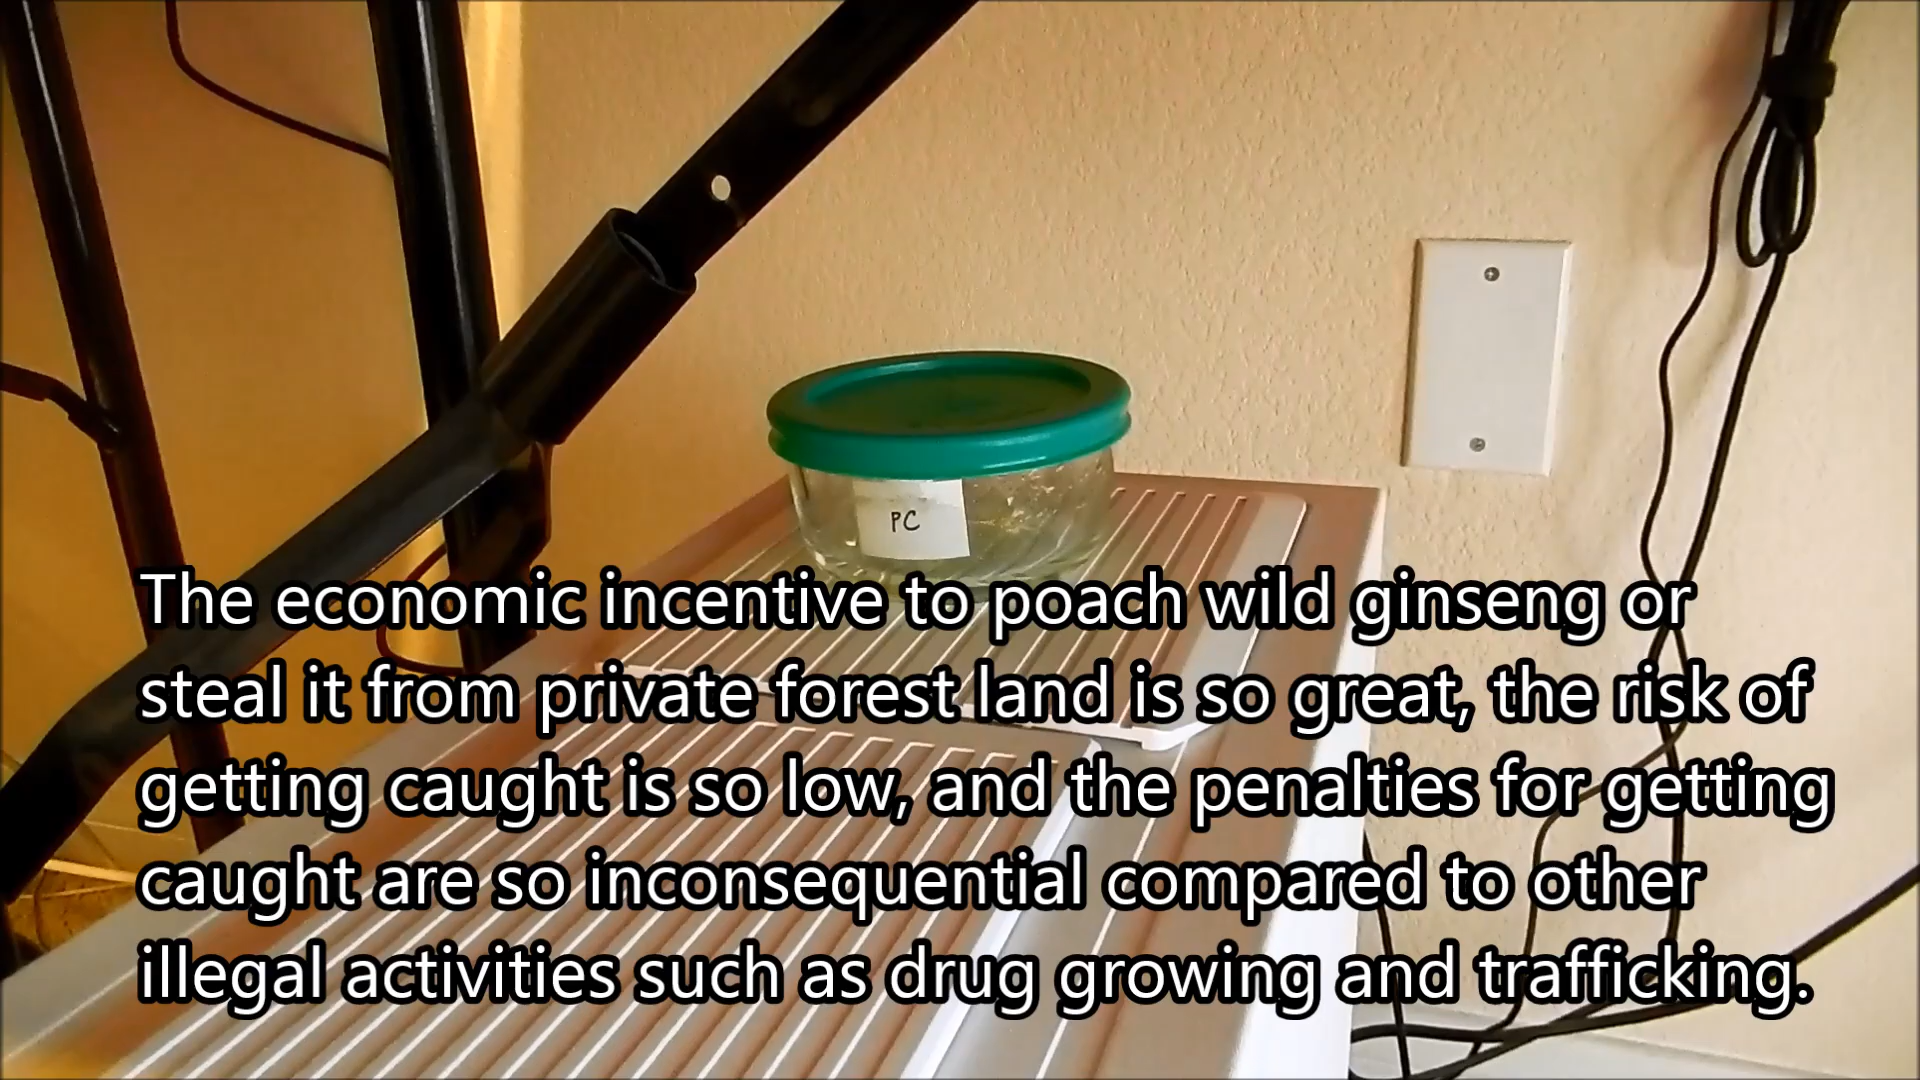 PC
The economic incentive to poach wild ginseng or
steal it from private forest land is so great, the risk of
getting caught is so low, and the penalties for getting
caught are so inconsequential compared to other
illegal activities such as drug growing and trafficking.